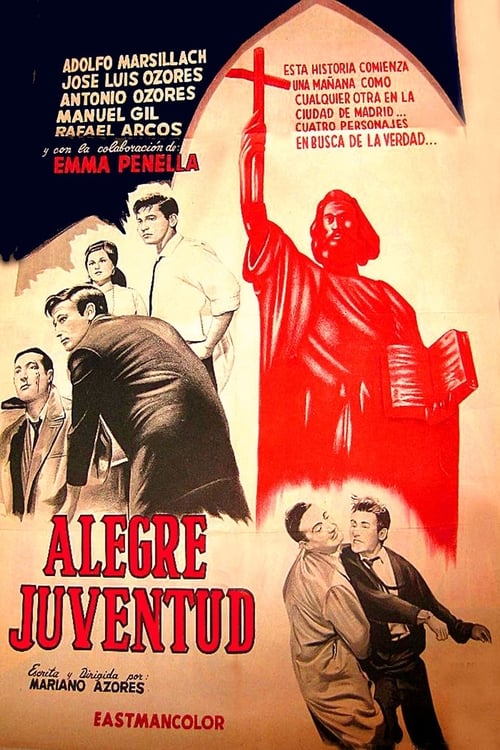 ADOLFO MARSILLACH
JOSE LUIS OZORES
ANTONIO OZORES
MANUEL GIL
RAFAEL ARCOS
y con la colaboración de:
EMMA PENELLA
ESTA HISTORIA COMIENZA
UNA MAÑANA COMO
CUALQUIER OTRA EN LA
CIUDAD DE MADRID...
CUATRO PERSONAJES
EN BUSCA DE LA VERDAD...
ALEGRE
JUVENTUD
Escrita y Dirigida por:
MARIANO AZORES
EASTMANCOLOR